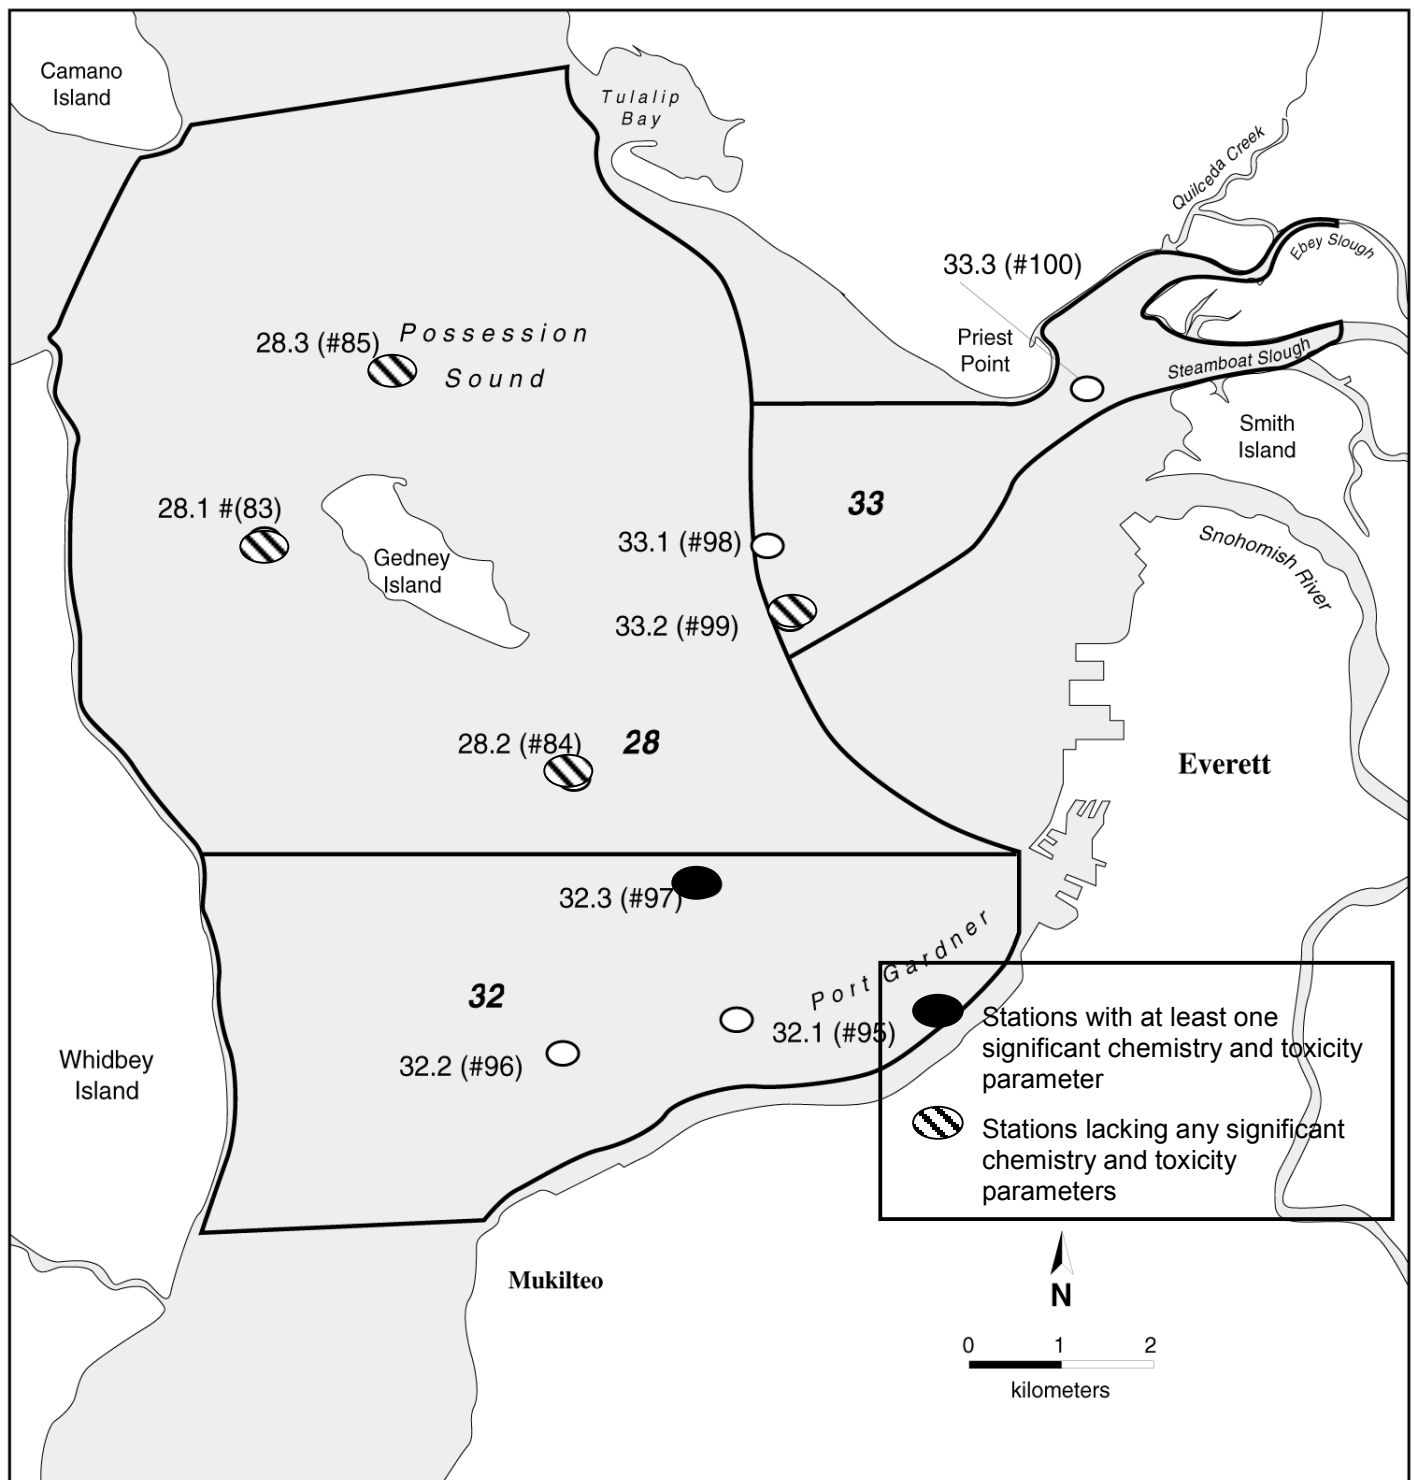 Camano
Island
Tulalip
Bay
Quilceda Creek
Ebey Slough
33.3 (#100)
Priest
Point
28.3 (#85)
Possession
Sound
Steamboat Slough
Smith
Island
28.1 #(83)
33
Snohomish River
33.1 (#98)
Gedney
Island
33.2 (#99)
28.2 (#84)
28
Everett
32.3 (#97)
Port Gardner
32
32.1 (#95)
32.2 (#96)
Whidbey
Island
Stations with at least one
significant chemistry and toxicity
parameter
Stations lacking any significant
chemistry and toxicity
parameters
Mukilteo
N
0 1 2
kilometers